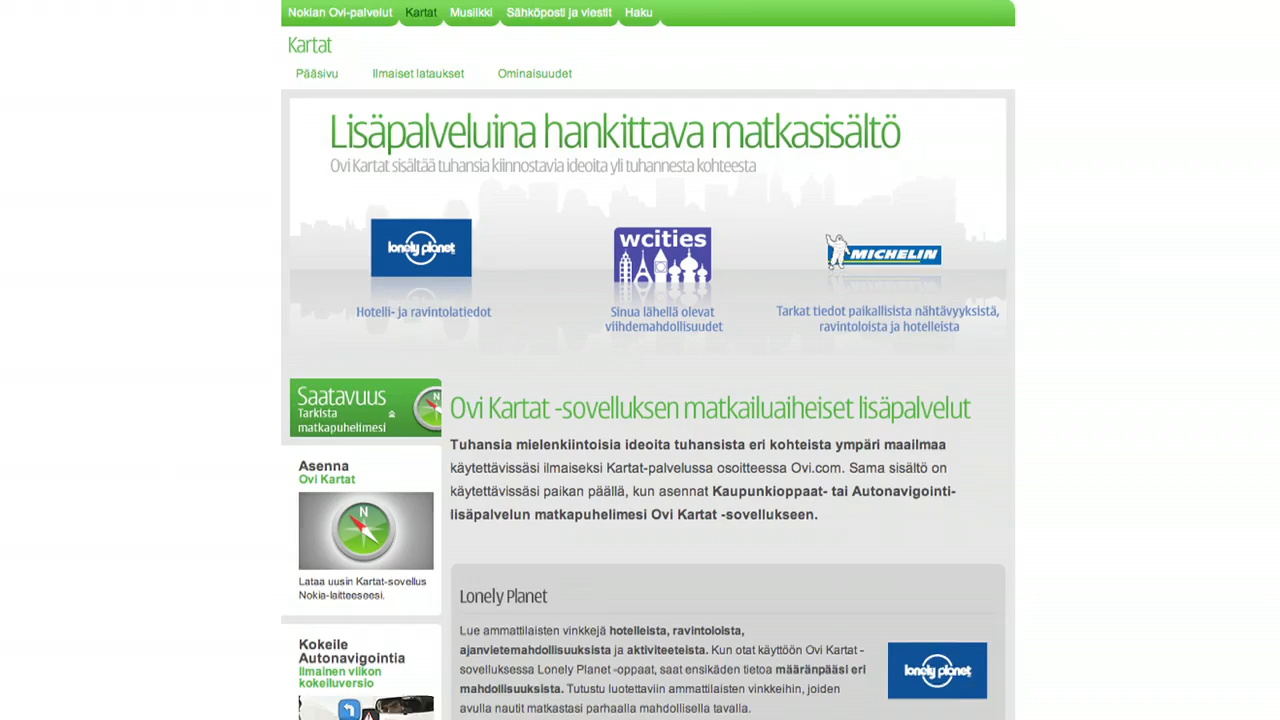 Nokian Ovi-palvelut Kartat Musiikki Sähköposti ja viestit Haku
Kartat
Pääsivu Ilmaiset lataukset Ominaisuudet
Lisäpalveluina hankittava matkasisältö
Ovi Kartat sisältää tuhansia kiinnostavia ideoita yli tuhannesta kohteesta
lonely planet
wcities
MICHELIN
Hotelli- ja ravintolatiedot
Sinua lähellä olevat
viihdemahdollisuudet
Tarkat tiedot paikallisista nähtävyyksistä,
ravintoloista ja hotelleista
Saatavuus
Tarkista
matkapuhelimesi
N
Asenna
Ovi Kartat
N
Lataa uusin Kartat-sovellus
Nokia-laitteeseesi.
Kokeile
Autonavigointia
Ilmainen viikon
kokeiluversio
Ovi Kartat -sovelluksen matkailuaiheiset lisäpalvelut
Tuhansia mielenkiintoisia ideoita tuhansista eri kohteista ympäri maailmaa
käytettävissäsi ilmaiseksi Kartat-palvelussa osoitteessa Ovi.com. Sama sisältö on
käytettävissäsi paikan päällä, kun asennat Kaupunkioppaat- tai Autonavigointi-
lisäpalvelun matkapuhelimesi Ovi Kartat -sovellukseen.
Lonely Planet
Lue ammattilaisten vinkkejä hotelleista, ravintoloista,
ajanvietemahdollisuuksista ja aktiviteeteista. Kun otat käyttöön Ovi Kartat -
sovelluksessa Lonely Planet -oppaat, saat ensikäden tietoa määränpääsi eri
mahdollisuuksista. Tutustu luotettaviin ammattilaisten vinkkeihin, joiden
avulla nautit matkastasi parhaalla mahdollisella tavalla.
lonely planet